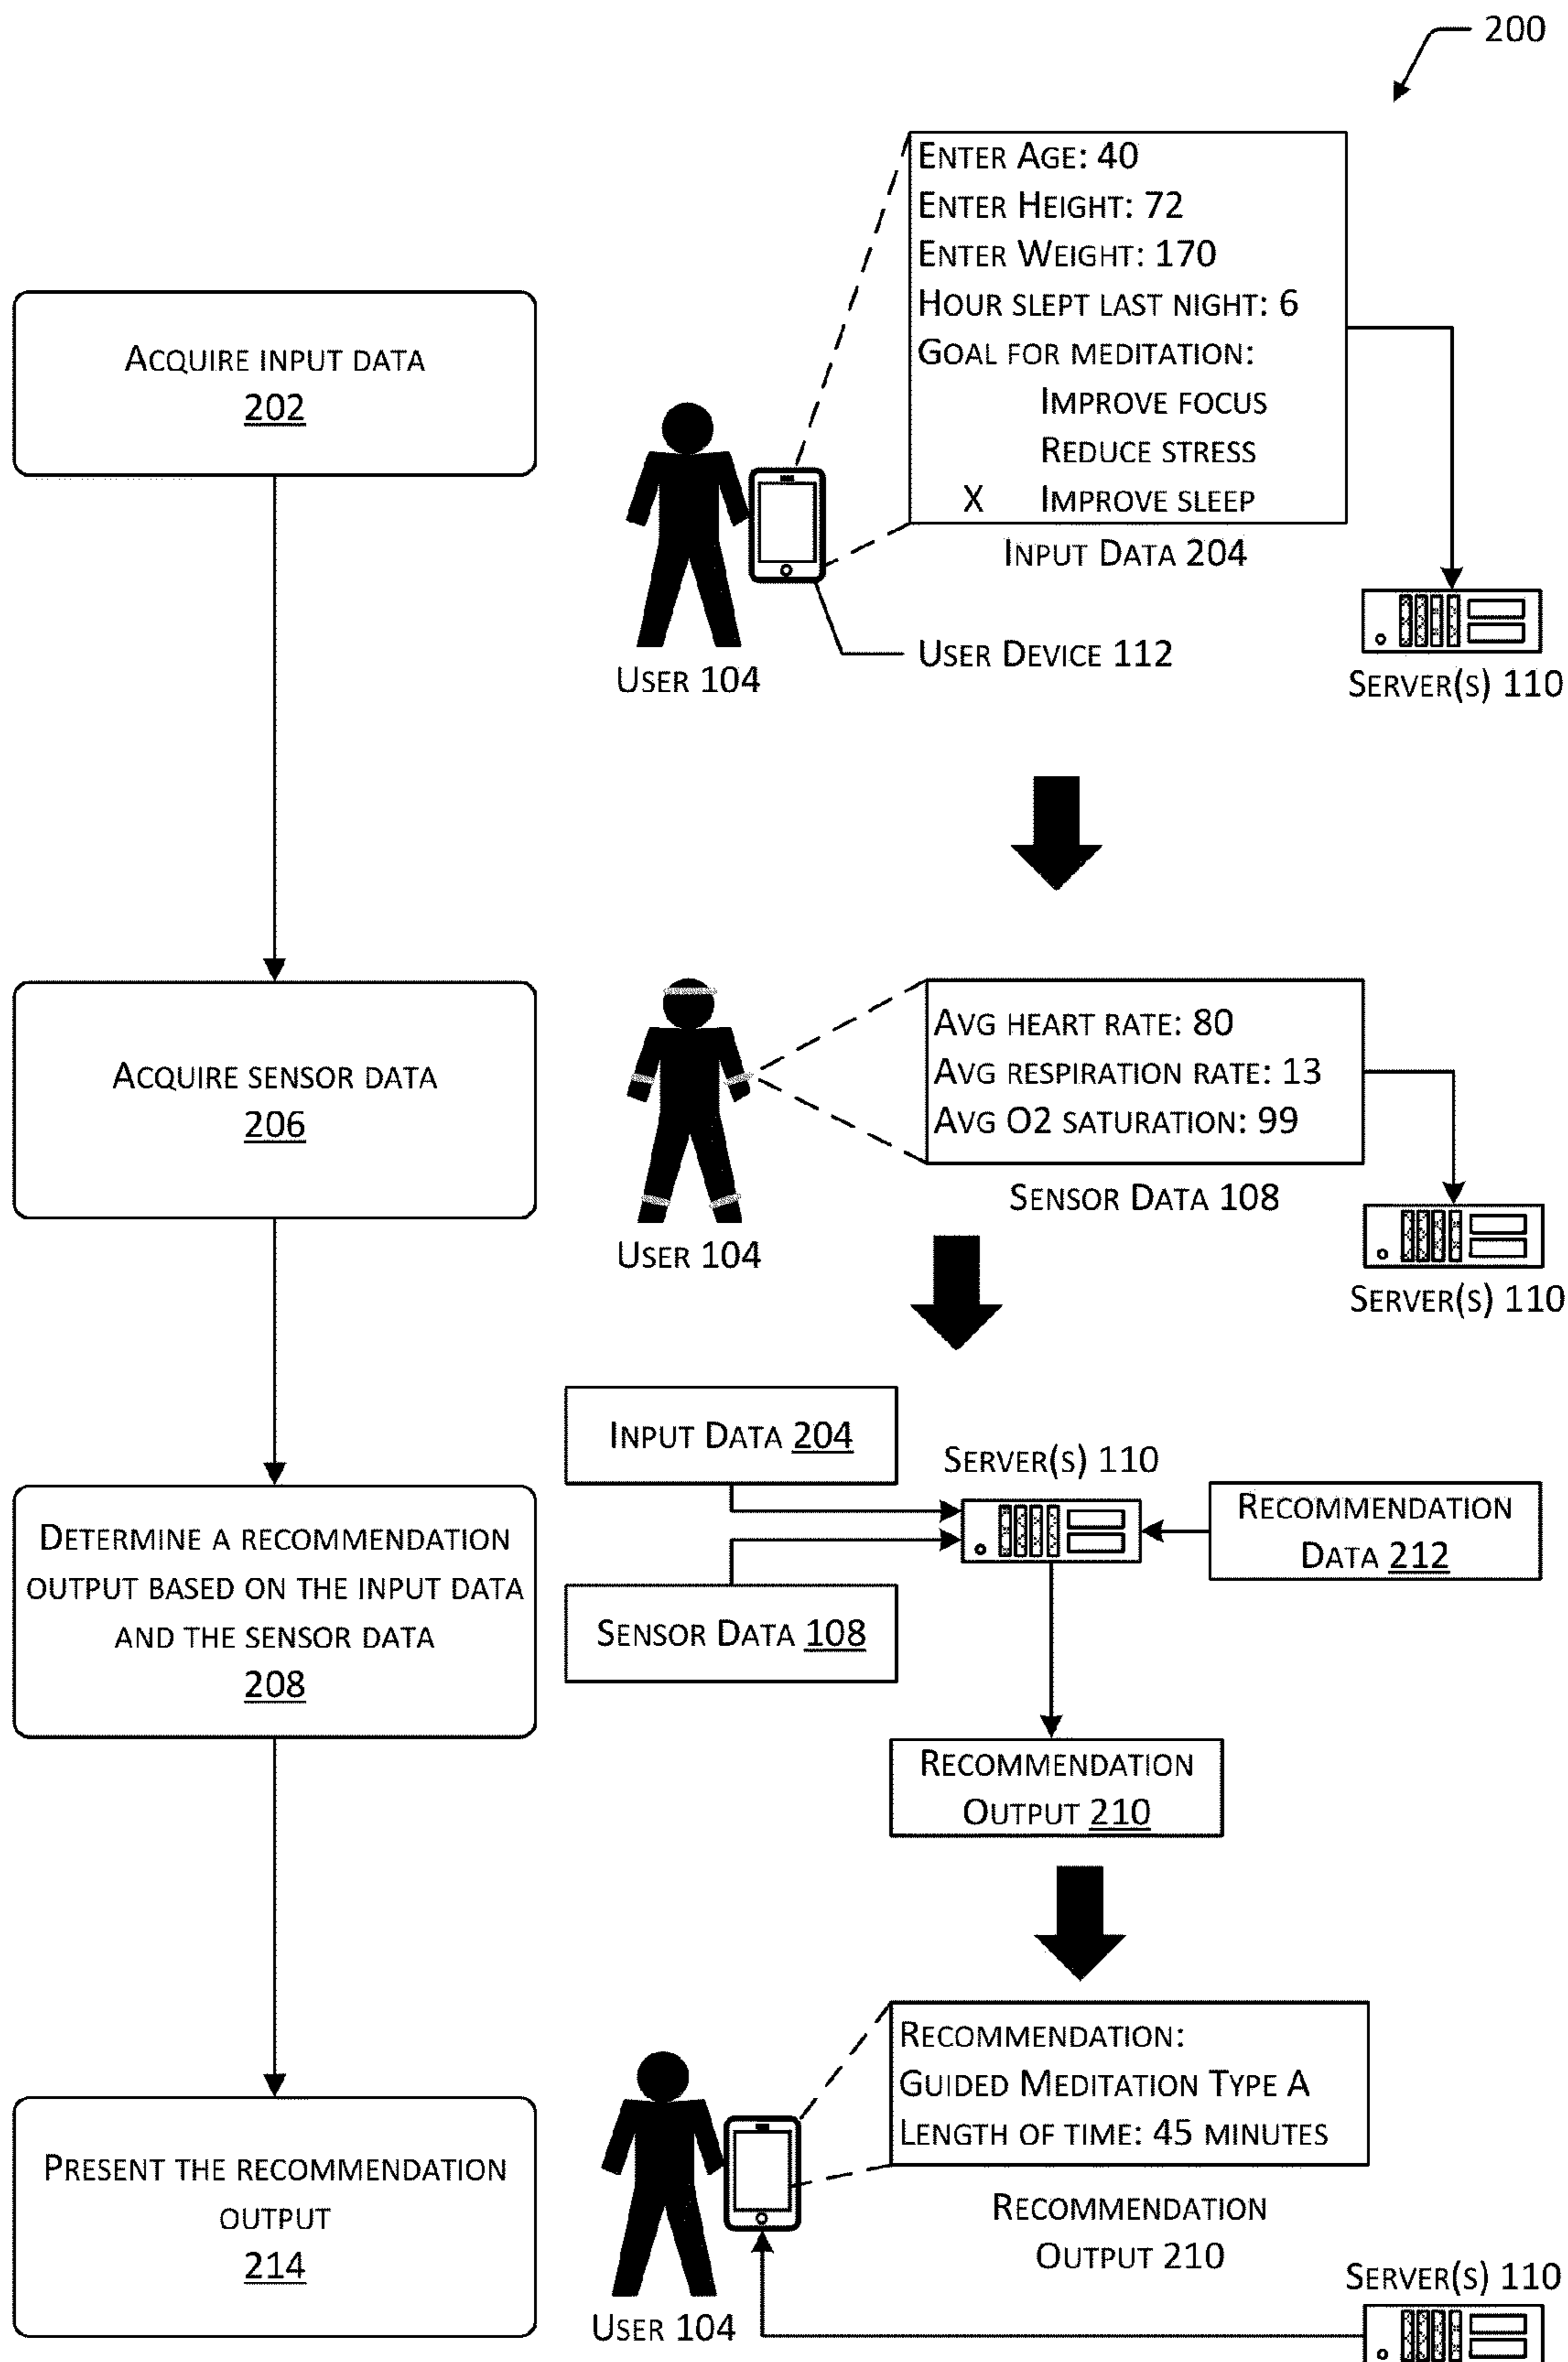 200
ENTER AGE: 40
ENTER HEIGHT: 72
ENTER WEIGHT: 170
HOUR SLEPT LAST NIGHT: 6
GOAL FOR MEDITATION:
IMPROVE FOCUS
REDUCE STRESS
X IMPROVE SLEEP
INPUT DATA 204
ACQUIRE INPUT DATA
202
USER DEVICE 112
USER 104
SERVER(S) 110
ACQUIRE SENSOR DATA
206
AVG HEART RATE: 80
AVG RESPIRATION RATE: 13
AVG O2 SATURATION: 99
SENSOR DATA 108
USER 104
SERVER(S) 110
DETERMINE A RECOMMENDATION
OUTPUT BASED ON THE INPUT DATA
AND THE SENSOR DATA
208
INPUT DATA 204
SERVER(S) 110
RECOMMENDATION
DATA 212
SENSOR DATA 108
RECOMMENDATION
OUTPUT 210
PRESENT THE RECOMMENDATION
OUTPUT
214
RECOMMENDATION:
GUIDED MEDITATION TYPE A
LENGTH OF TIME: 45 MINUTES
RECOMMENDATION
OUTPUT 210
USER 104
SERVER(S) 110